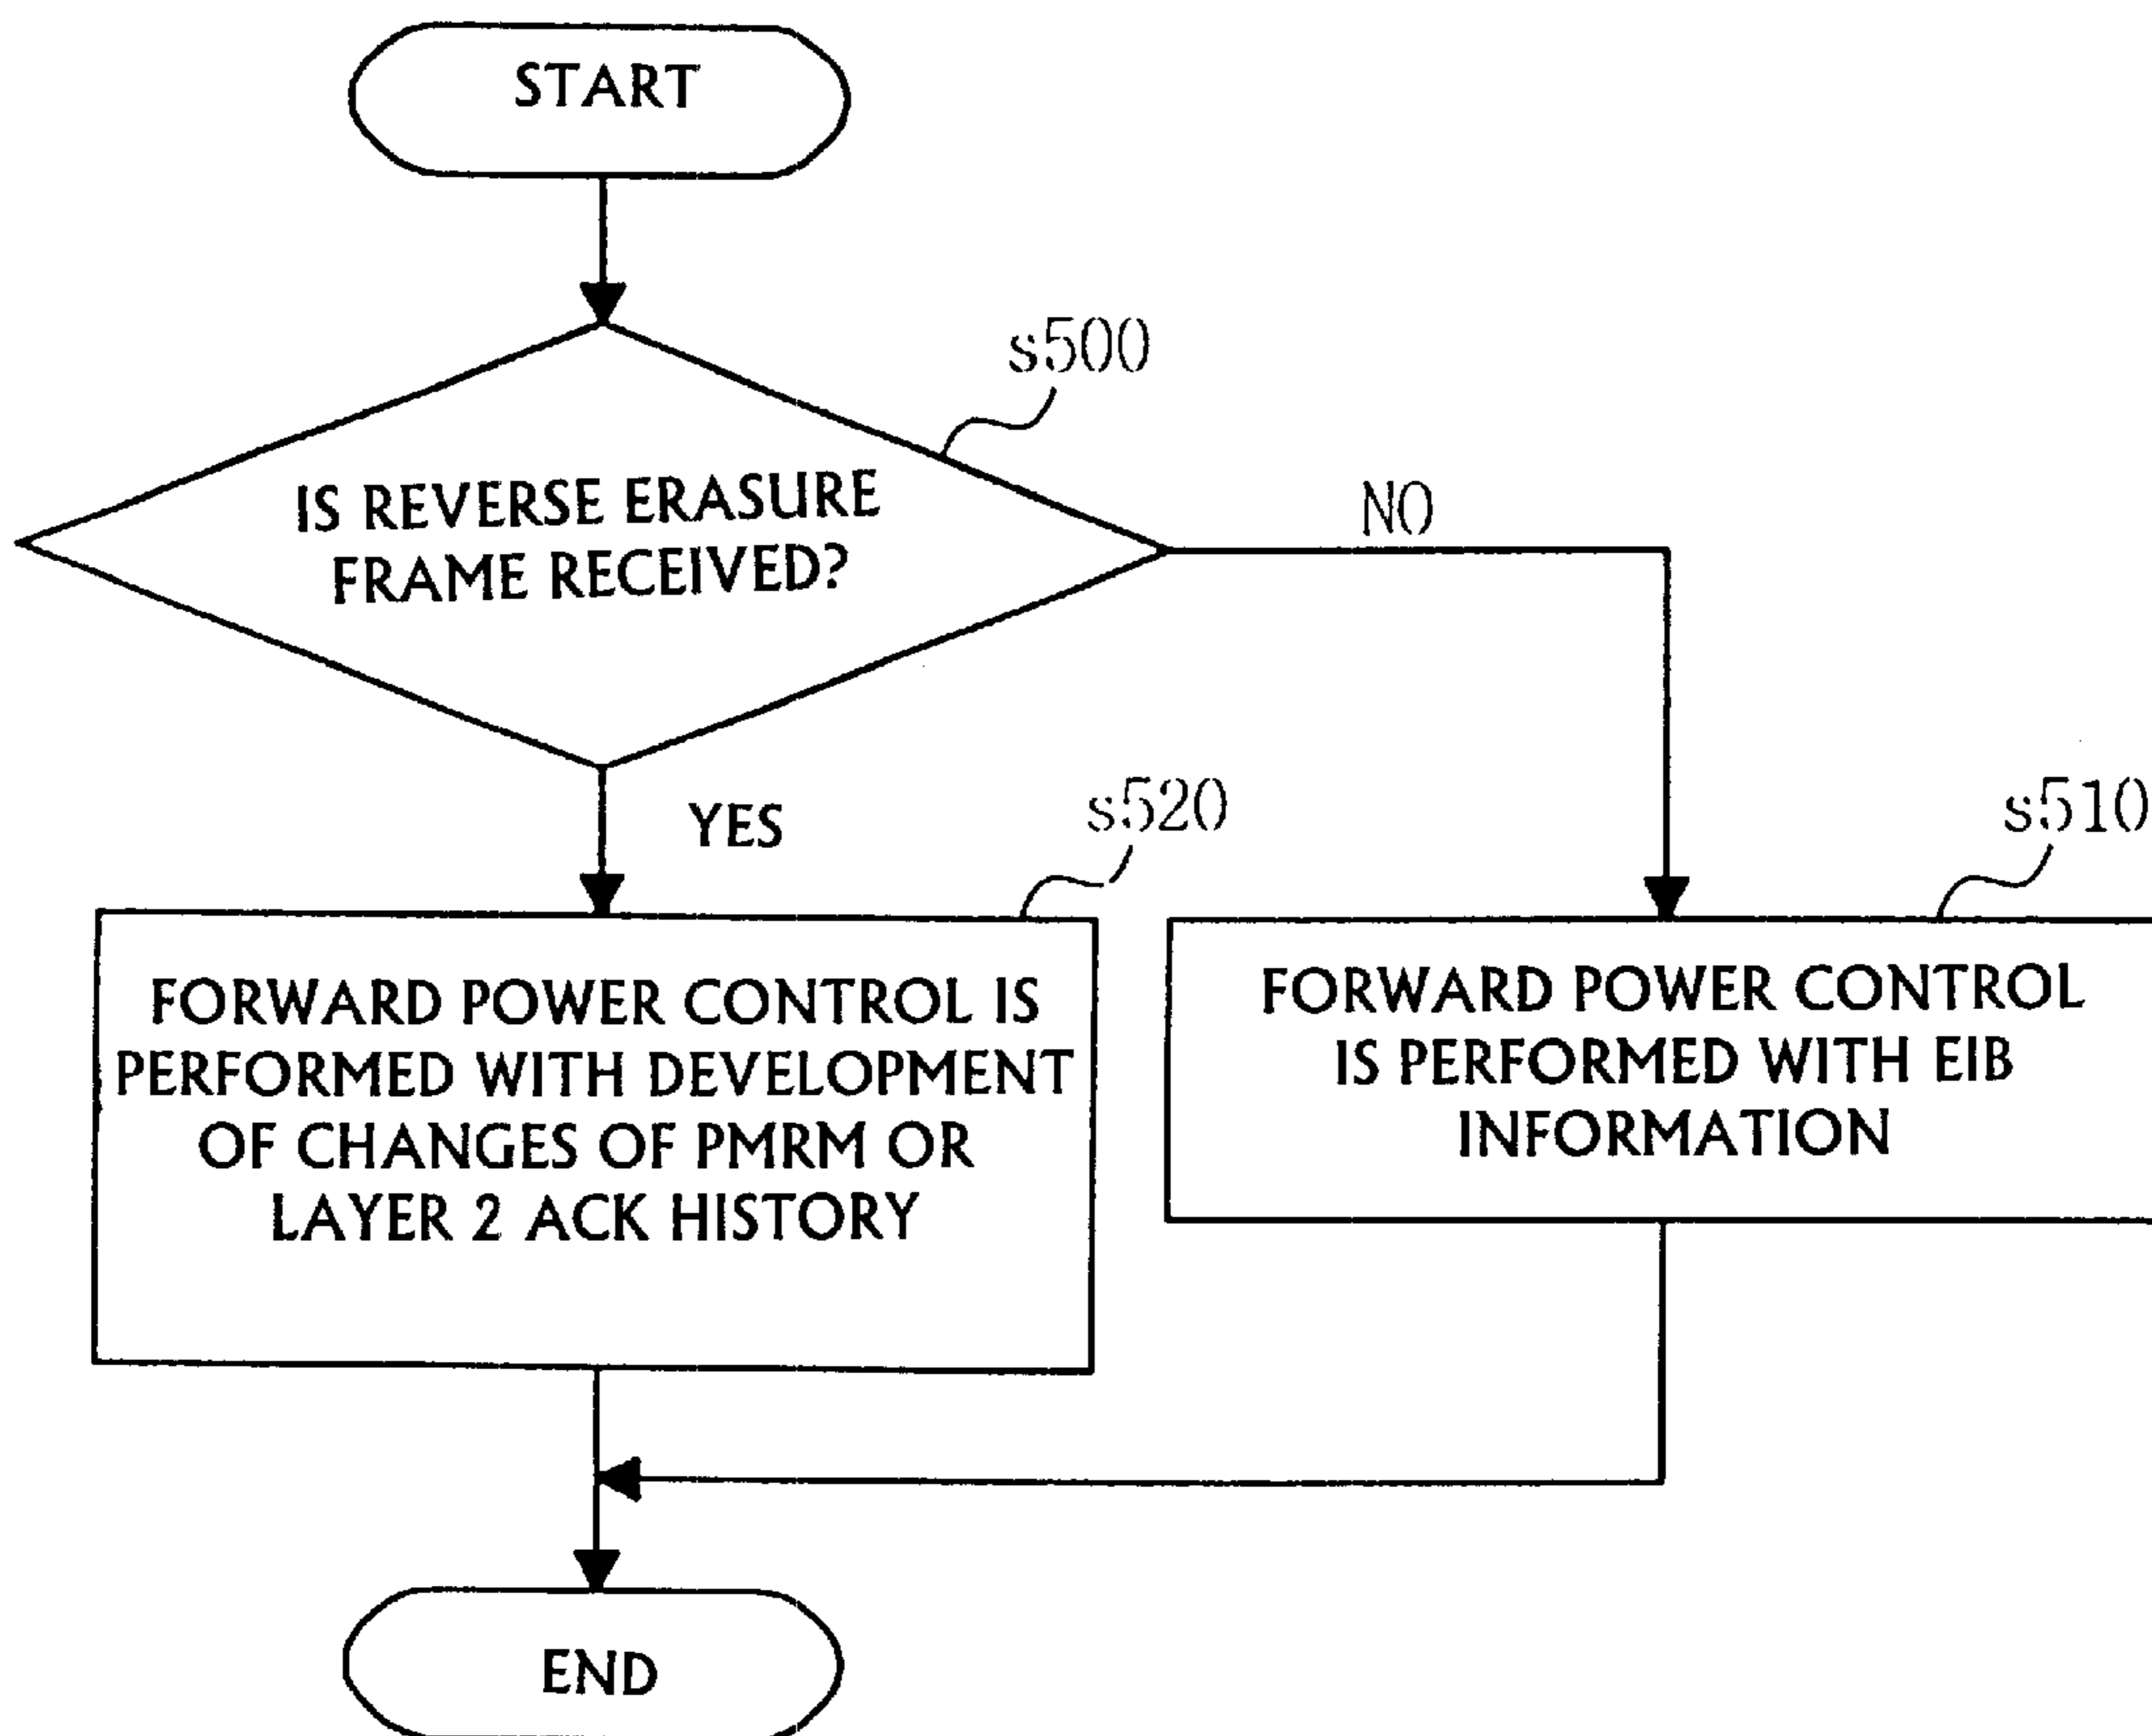 START
s500
IS REVERSE ERASURE
FRAME RECEIVED?
NO
YES
s520
s510
FORWARD POWER CONTROL IS
PERFORMED WITH DEVELOPMENT
OF CHANGES OF PMRM OR
LAYER 2 ACK HISTORY
FORWARD POWER CONTROL
IS PERFORMED WITH EIB
INFORMATION
END